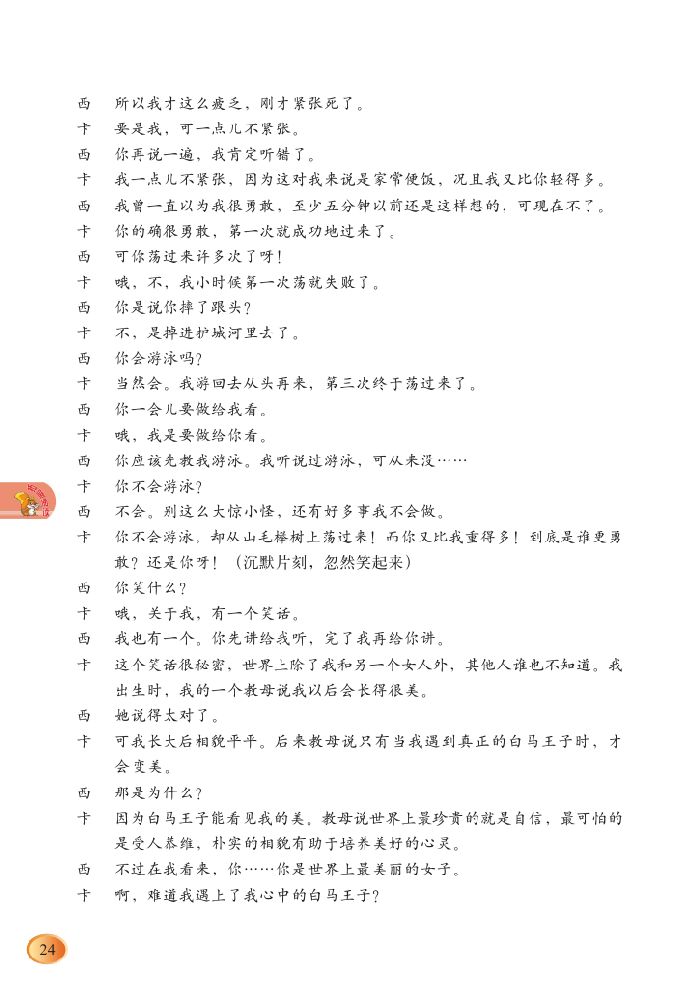 西 所以我才这么疲乏，刚才紧张死了。
卡 要是我，可一点儿不紧张。
西 你再说一遍，我肯定听错了。
卡 我一点儿不紧张，因为这对我来说是家常便饭，况且我又比你轻得多。
西 我曾一直以为我很勇敢，至少五分钟以前还是这样想的，可现在不了。
卡 你的确很勇敢，第一次就成功地过来了。
西 可你荡过来许多次了呀！
卡 哦，不，我小时候第一次荡就失败了。
西 你是说你摔了跟头？
卡 不，是掉进护城河里去了。
西 你会游泳吗？
卡 当然会。我游回去从头再来，第三次终于荡过来了。
西 你一会儿要做给我看。
卡 哦，我是要做给你看。
西 你应该先教我游泳。我听说过游泳，可从来没……
卡 你不会游泳？
西 不会。别这么大惊小怪，还有好多事我不会做。
卡 你不会游泳，却从山毛榉树上荡过来！而你又比我重得多！到底是谁更勇
敢？还是你呀！（沉默片刻，忽然笑起来）
西 你笑什么？
卡 哦，关于我，有一个笑话。
西 我也有一个。你先讲给我听，完了我再给你讲。
卡 这个笑话很秘密，世界上除了我和另一个女人外，其他人谁也不知道。我
出生时，我的一个教母说我以后会长得很美。
西 她说得太对了。
卡 可我长大后相貌平平。后来教母说只有当我遇到真正的白马王子时，才
会变美。
西 那是为什么？
卡 因为白马王子能看见我的美。教母说世界上最珍贵的就是自信，最可怕的
是受人恭维，朴实的相貌有助于培养美好的心灵。
西 不过在我看来，你……你是世界上最美丽的女子。
卡 啊，难道我遇上了我心中的白马王子？
24